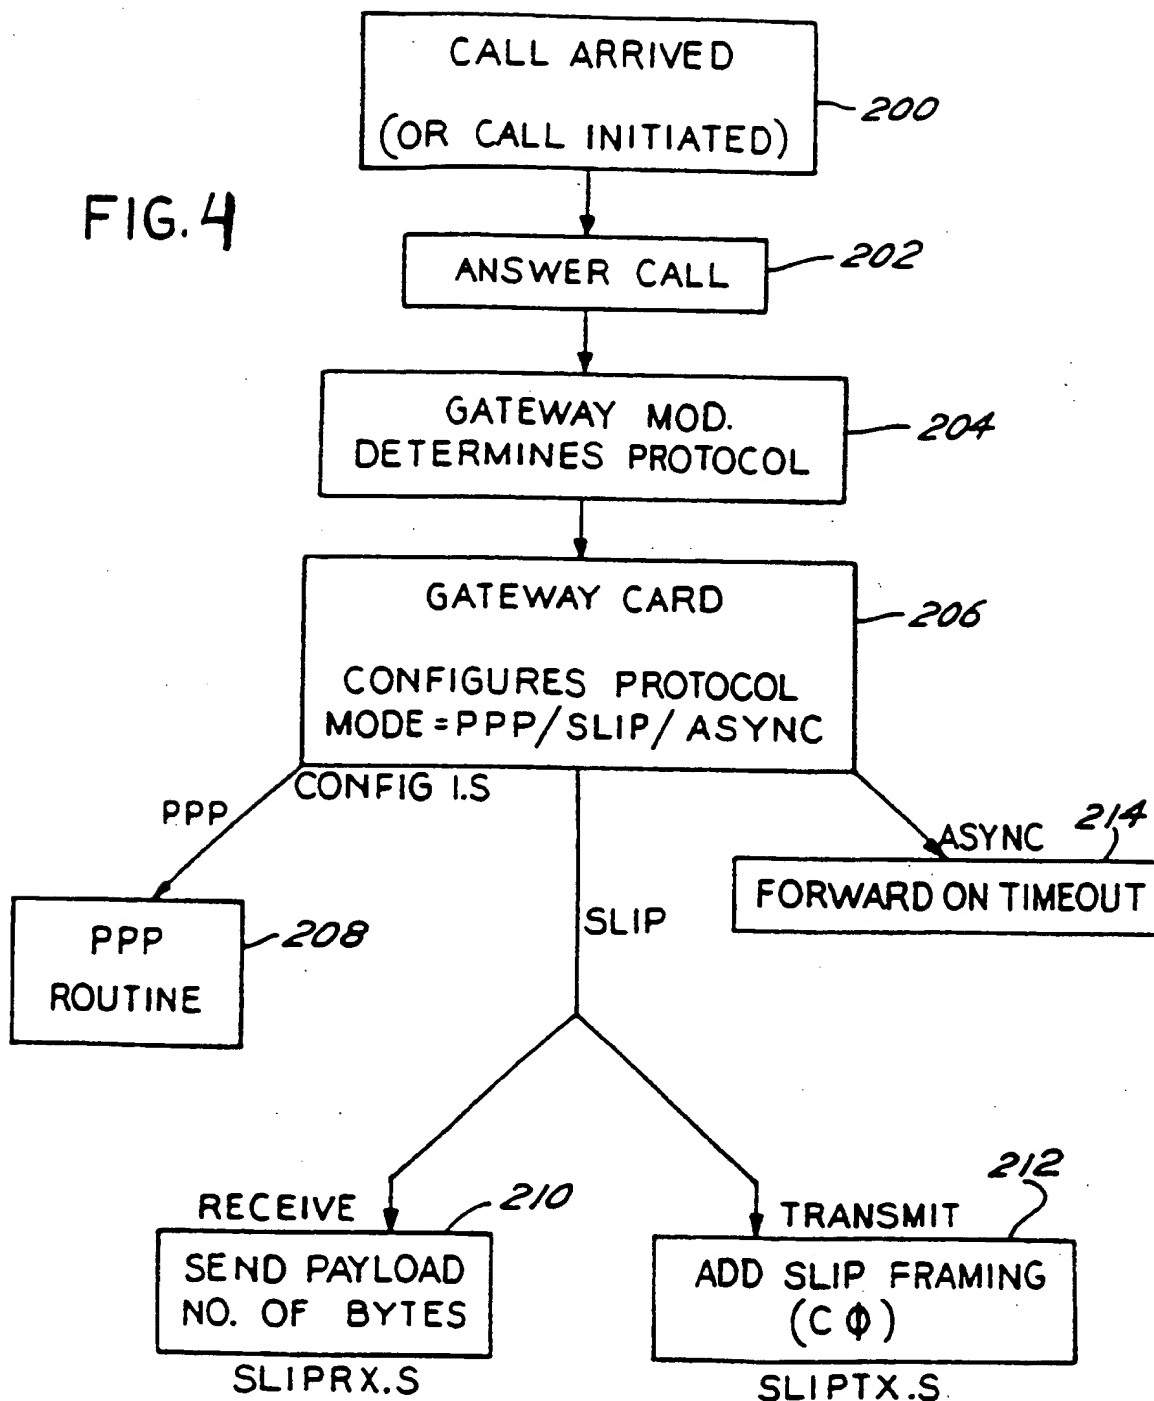 CALL ARRIVED
(OR CALL INITIATED)
200
FIG. 4
ANSWER CALL
202
GATEWAY MOD.
DETERMINES PROTOCOL
204
GATEWAY CARD
206
CONFIGURES PROTOCOL
MODE = PPP/SLIP/ASYNC
CONFIG I.S
PPP
SLIP
ASYNC
214
FORWARD ON TIMEOUT
PPP
ROUTINE
208
RECEIVE
210
SEND PAYLOAD
NO. OF BYTES
SLIPRX.S
TRANSMIT
212
ADD SLIP FRAMING
(CΦ)
SLIPTX.S